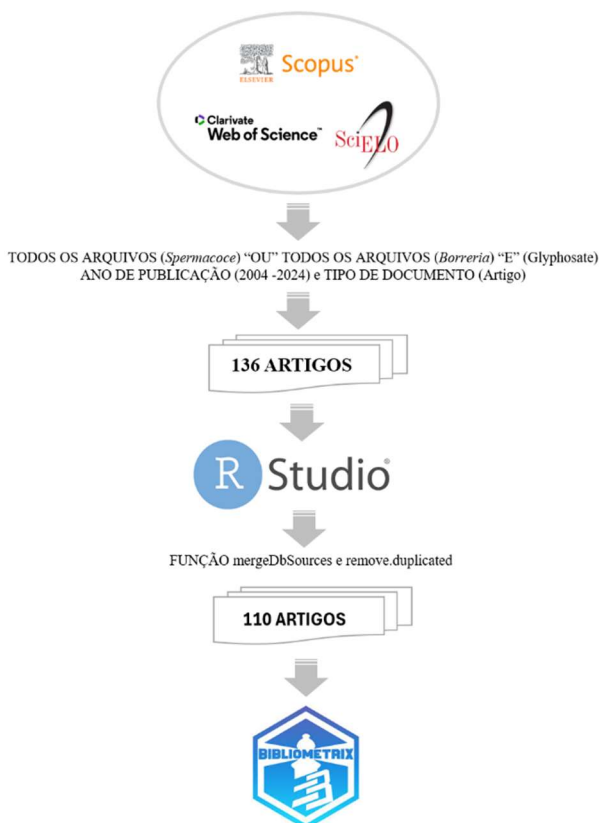 ELSEVIER
Scopus®
Clarivate
Web of Science™
SciELO
TODOS OS ARQUIVOS (Spermacoce) “OU” TODOS OS ARQUIVOS (Borreria) “E” (Glyphosate)
ANO DE PUBLICAÇÃO (2004 -2024) e TIPO DE DOCUMENTO (Artigo)
136 ARTIGOS
R Studio®
FUNÇÃO mergeDbSources e remove.duplicated
110 ARTIGOS
BIBLIOMETRIX